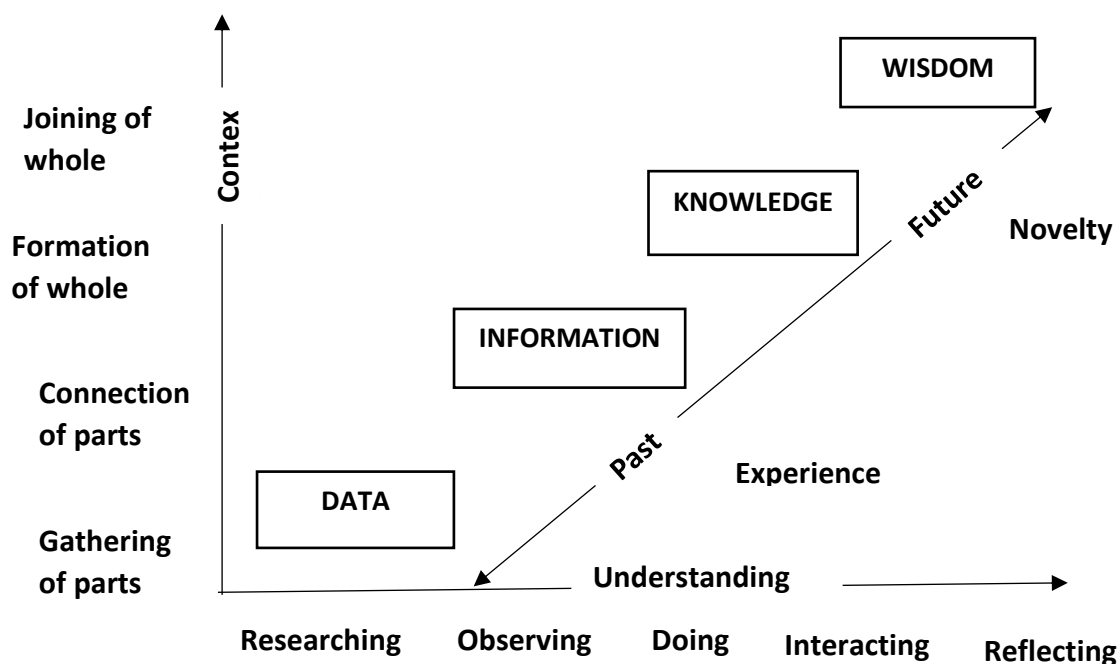 WISDOM
Joining of
whole
Contex
KNOWLEDGE
Future
Novelty
Formation
of whole
INFORMATION
Connection
of parts
Past
Experience
DATA
Gathering
of parts
Understanding
Researching
Observing
Doing
Interacting
Reflecting